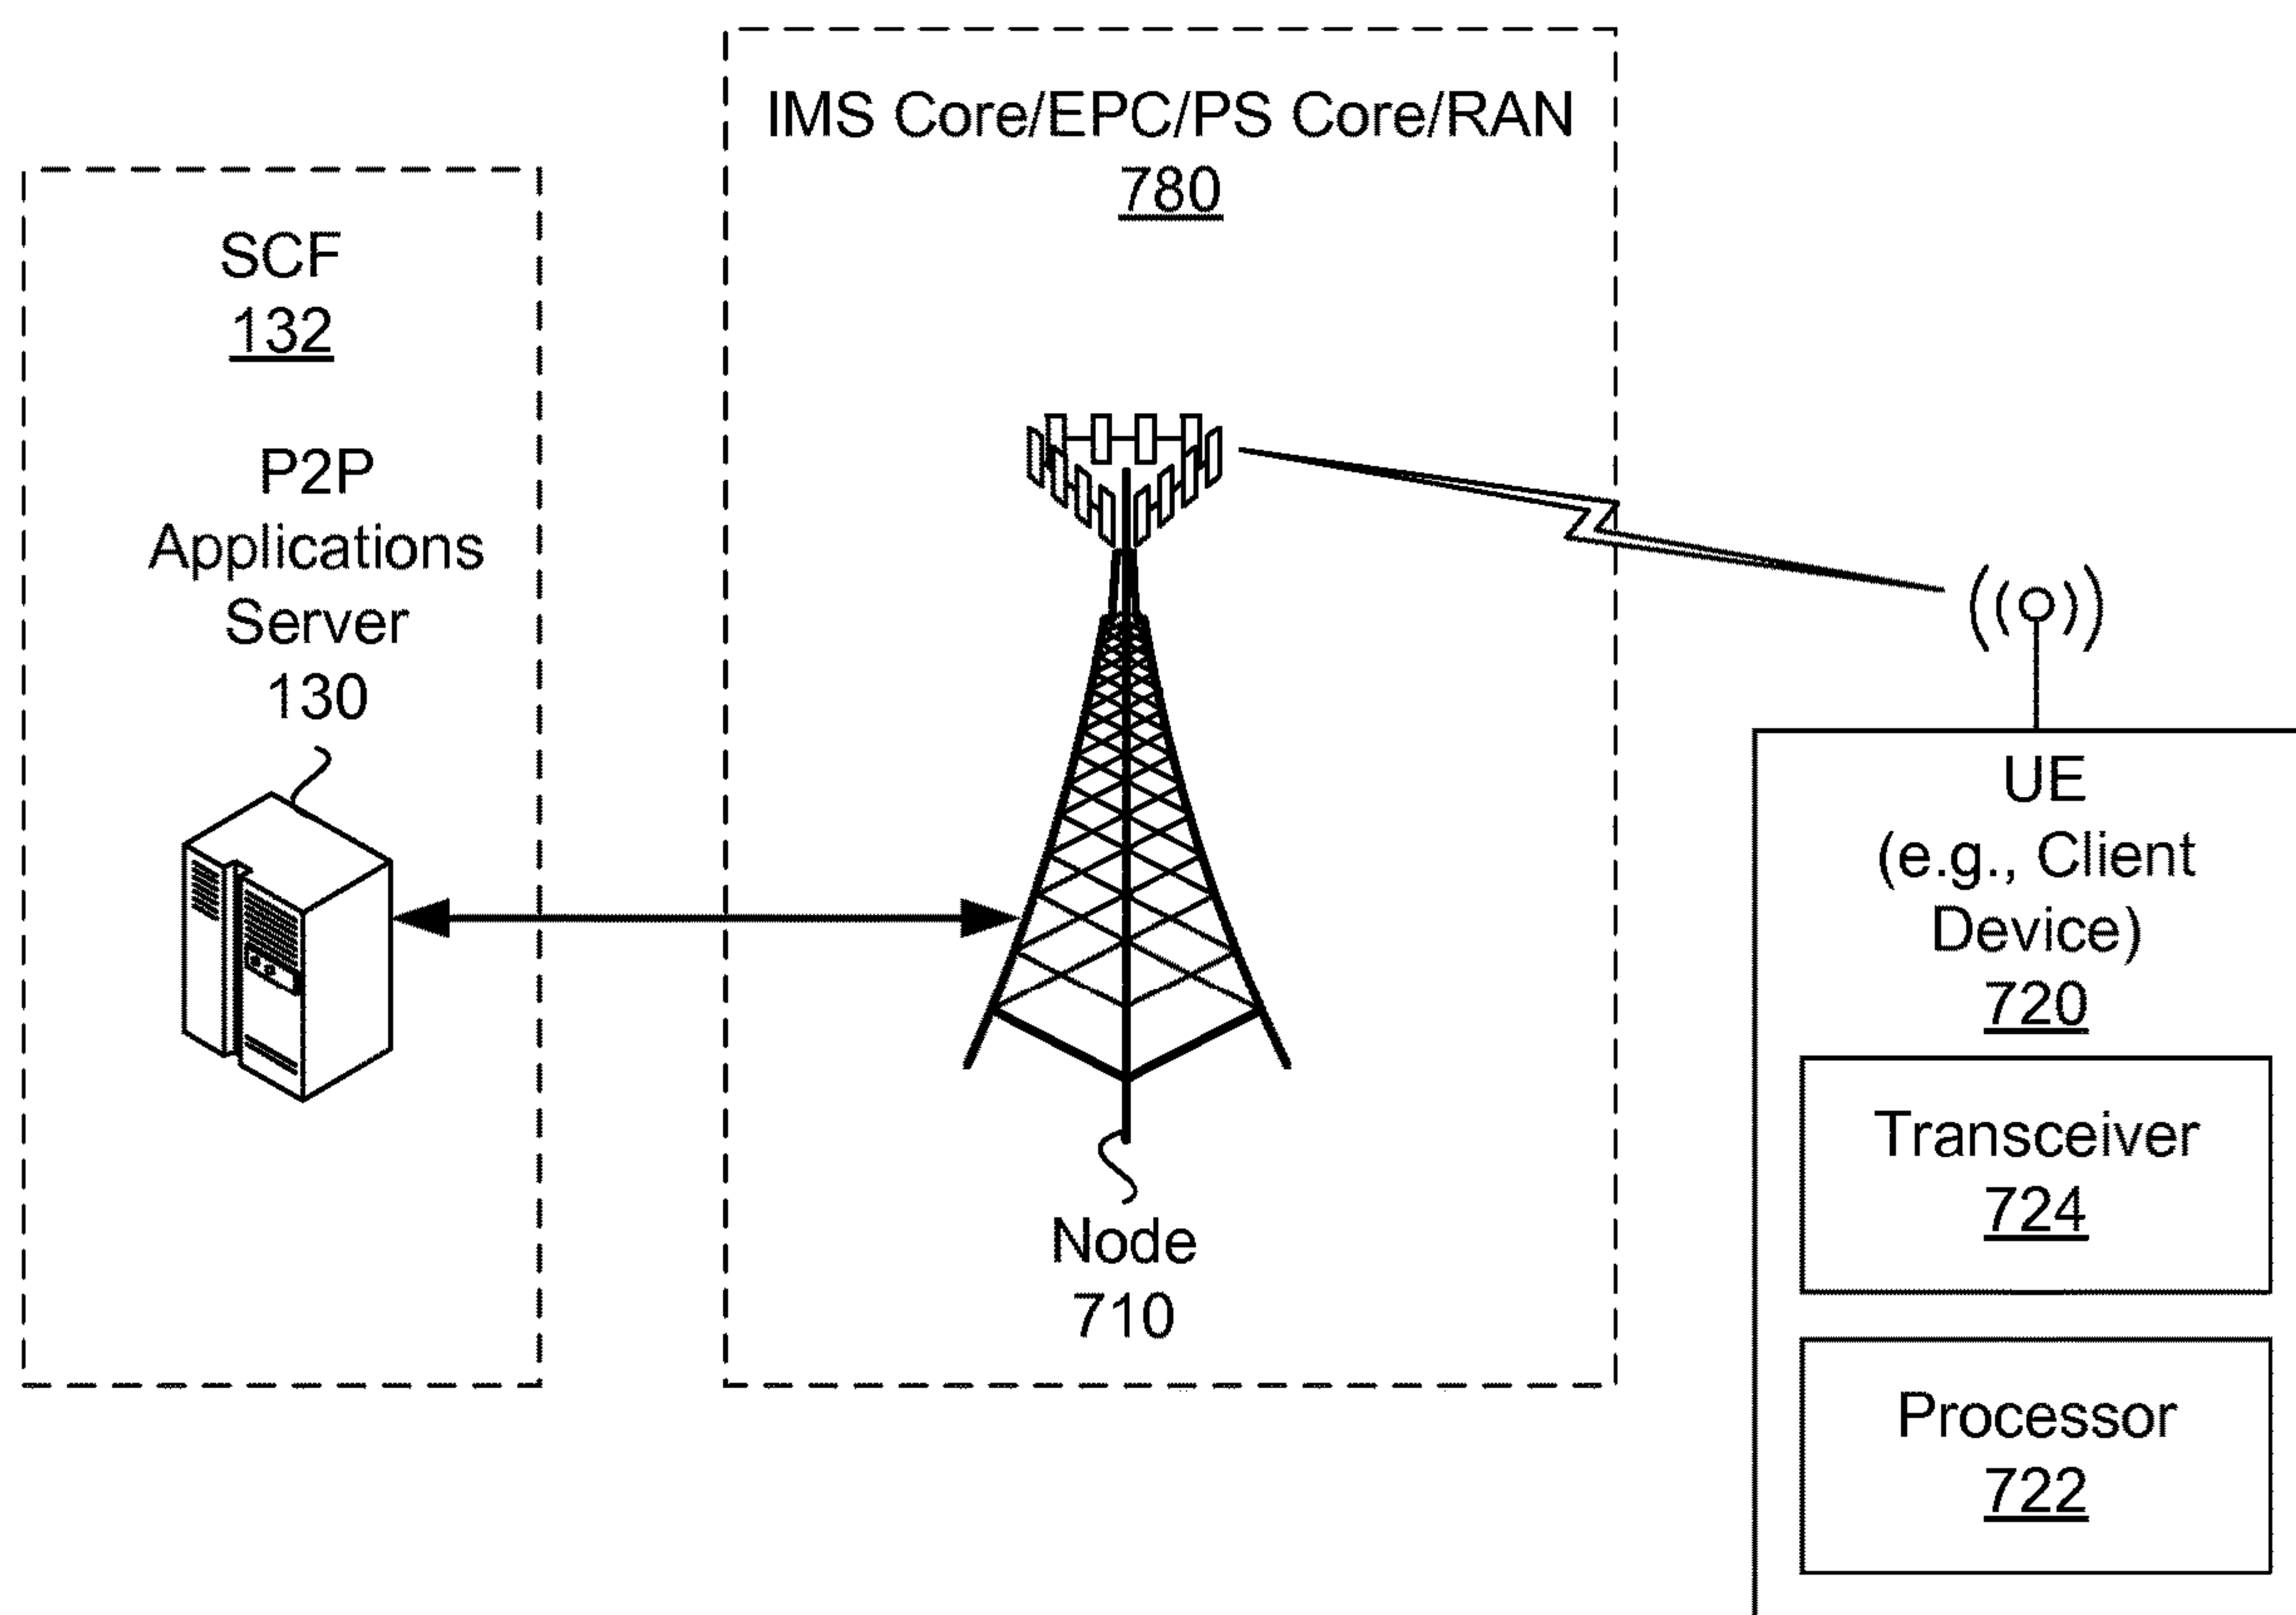 IMS Core/EPC/PS Core/RAN
780
SCF
132
P2P
Applications
Server
130
Node
710
UE
(e.g., Client
Device)
720
Transceiver
724
Processor
722